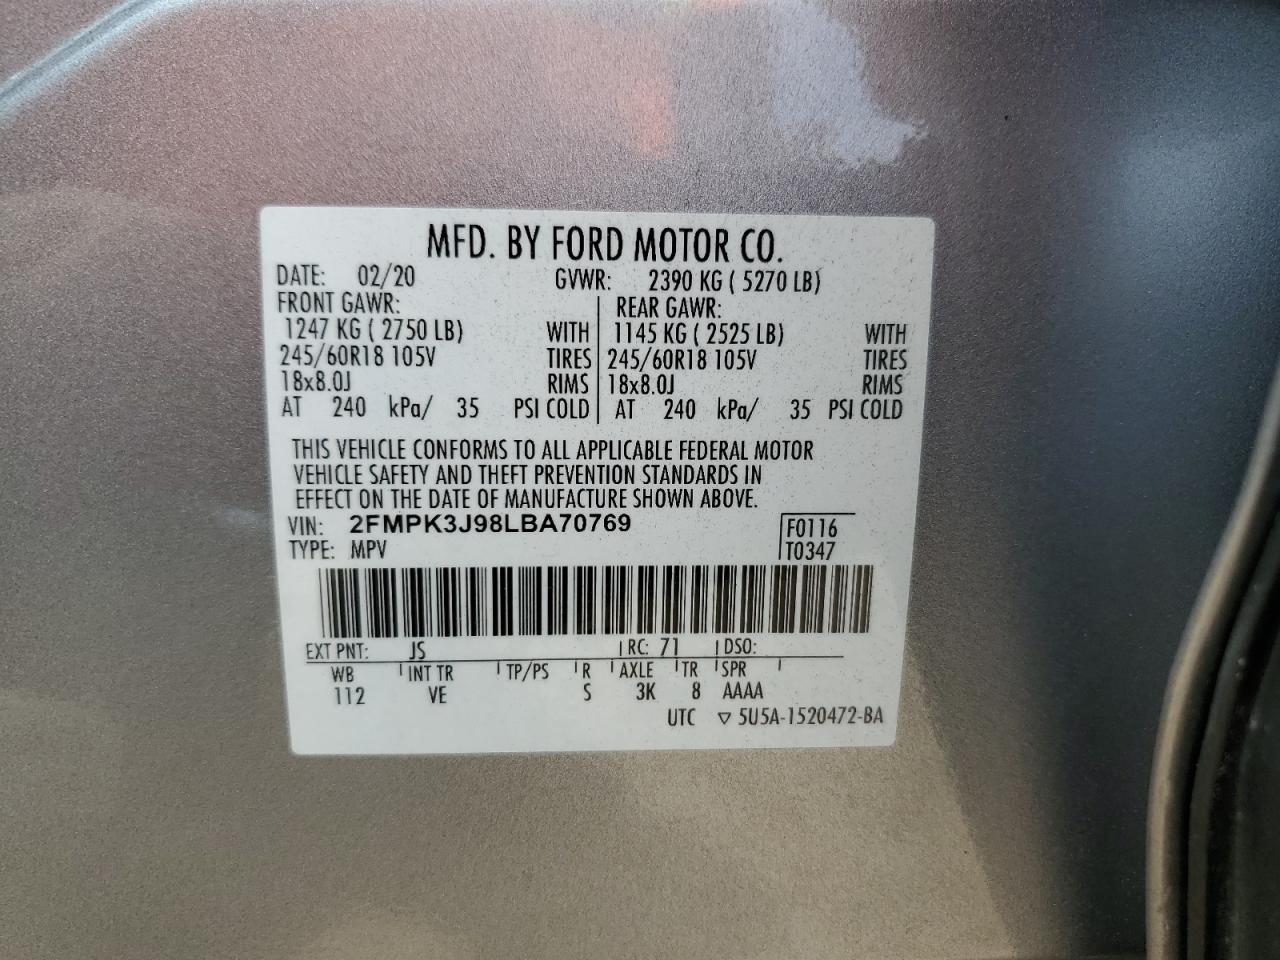 MFD. BY FORD MOTOR CO.
DATE: 02/20 GVWR: 2390 KG ( 5270 LB)
FRONT GAWR: REAR GAWR:
1247 KG ( 2750 LB) WITH 1145 KG ( 2525 LB) WITH
245/60R18 105V TIRES 245/60R18 105V TIRES
18x8.0J RIMS 18x8.0J RIMS
AT 240 kPa/ 35 PSI COLD AT 240 kPa/ 35 PSI COLD
THIS VEHICLE CONFORMS TO ALL APPLICABLE FEDERAL MOTOR
VEHICLE SAFETY AND THEFT PREVENTION STANDARDS IN
EFFECT ON THE DATE OF MANUFACTURE SHOWN ABOVE.
VIN: 2FMPK3J98LBA70769 F0116
TYPE: MPV T0347
EXT PNT: JS RC: 71 DSO:
WB INT TR TP/PS R AXLE TR SPR
112 VE S 3K 8 AAAA
UTC ▽ 5U5A-1520472-BA